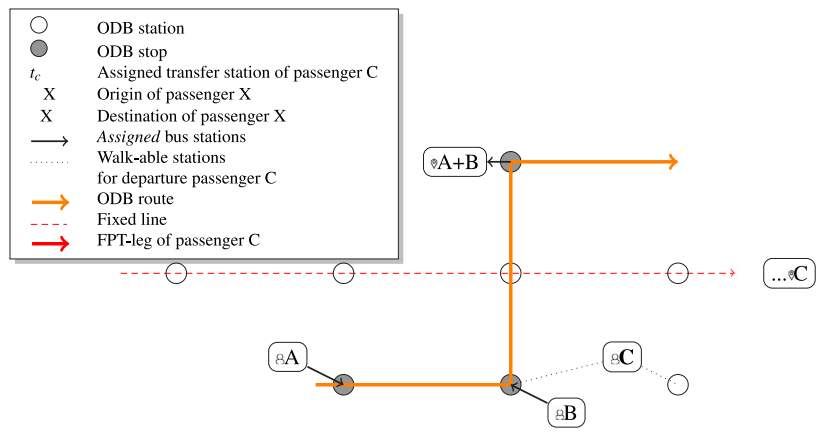 ODB station
ODB stop
t_c Assigned transfer station of passenger C
X Origin of passenger X
X Destination of passenger X
Assigned bus stations
Walk-able stations
for departure passenger C
ODB route
Fixed line
FPT-leg of passenger C
A+B
...C
A
C
B